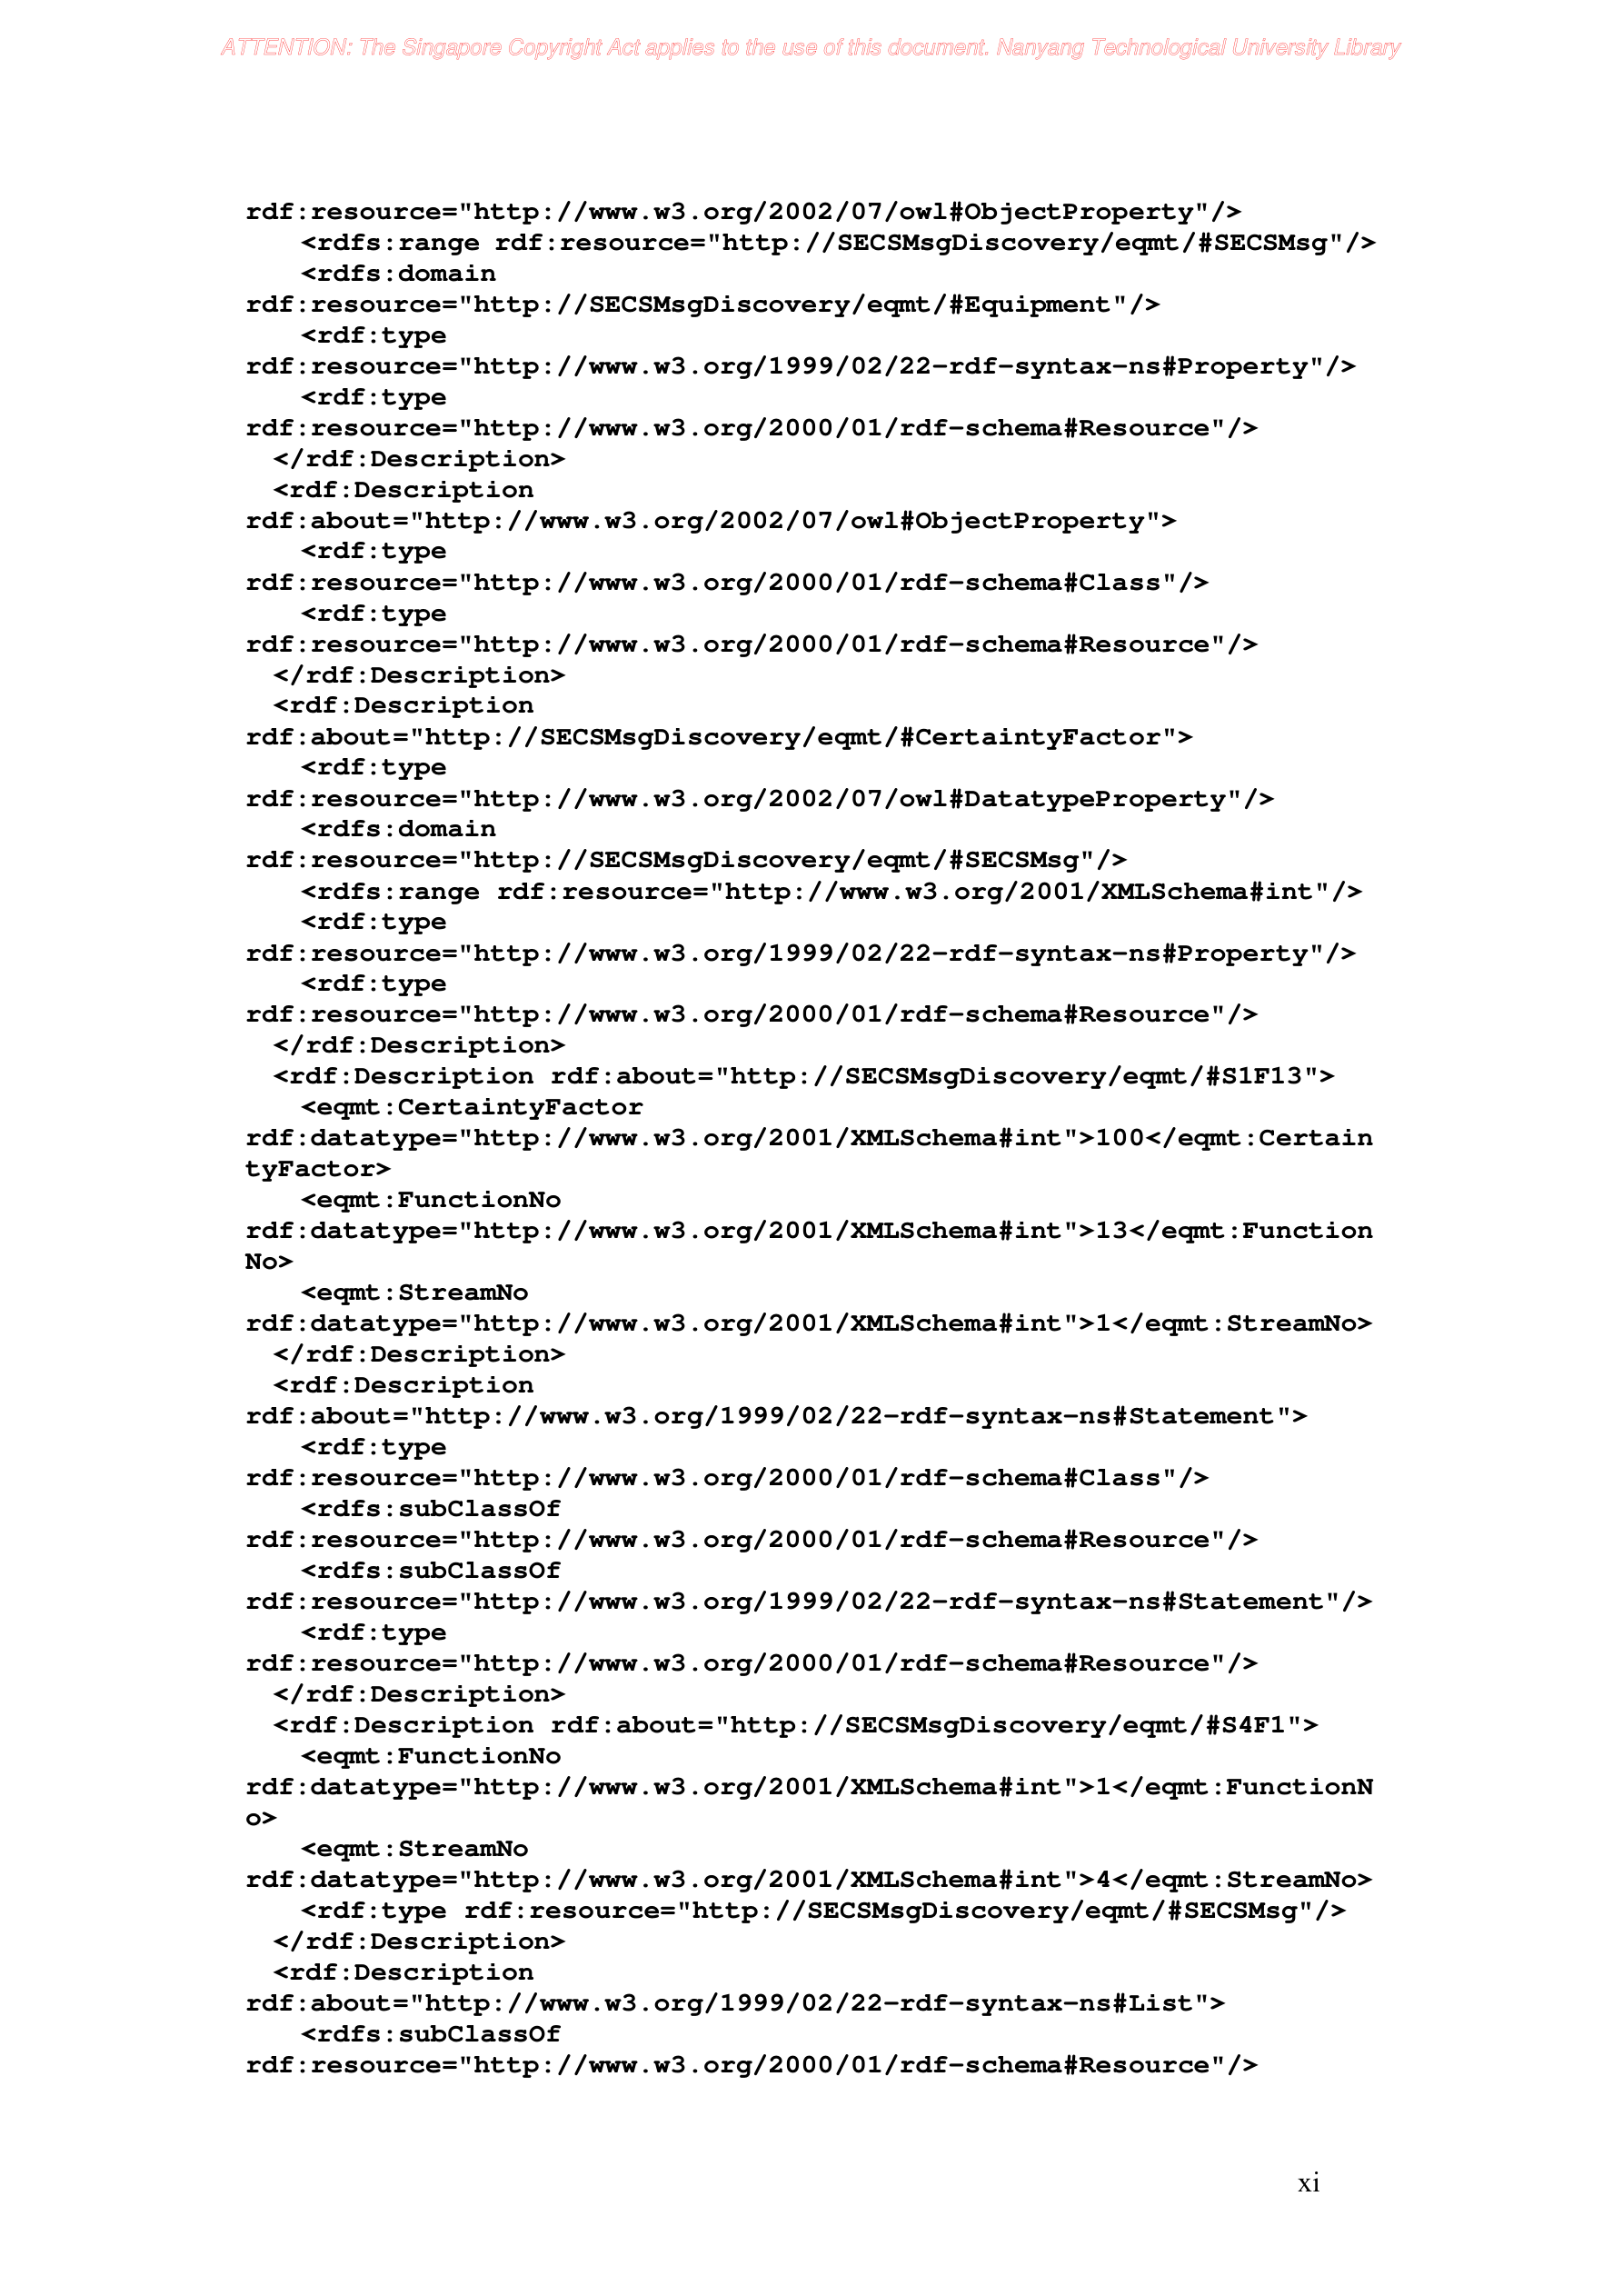 ATTENTION: The Singapore Copyright Act applies to the use of this document. Nanyang Technological University Library
rdf:resource="http://www.w3.org/2002/07/owl#ObjectProperty"/>
<rdfs:range rdf:resource="http://SECSMsgDiscovery/eqmt/#SECSMsg"/>
<rdfs:domain
rdf:resource="http://SECSMsgDiscovery/eqmt/#Equipment"/>
<rdf:type
rdf:resource="http://www.w3.org/1999/02/22-rdf-syntax-ns#Property"/>
<rdf:type
rdf:resource="http://www.w3.org/2000/01/rdf-schema#Resource"/>
</rdf:Description>
<rdf:Description
rdf:about="http://www.w3.org/2002/07/owl#ObjectProperty">
<rdf:type
rdf:resource="http://www.w3.org/2000/01/rdf-schema#Class"/>
<rdf:type
rdf:resource="http://www.w3.org/2000/01/rdf-schema#Resource"/>
</rdf:Description>
<rdf:Description
rdf:about="http://SECSMsgDiscovery/eqmt/#CertaintyFactor">
<rdf:type
rdf:resource="http://www.w3.org/2002/07/owl#DatatypeProperty"/>
<rdfs:domain
rdf:resource="http://SECSMsgDiscovery/eqmt/#SECSMsg"/>
<rdfs:range rdf:resource="http://www.w3.org/2001/XMLSchema#int"/>
<rdf:type
rdf:resource="http://www.w3.org/1999/02/22-rdf-syntax-ns#Property"/>
<rdf:type
rdf:resource="http://www.w3.org/2000/01/rdf-schema#Resource"/>
</rdf:Description>
<rdf:Description rdf:about="http://SECSMsgDiscovery/eqmt/#S1F13">
<eqmt:CertaintyFactor
rdf:datatype="http://www.w3.org/2001/XMLSchema#int">100</eqmt:Certain
tyFactor>
<eqmt:FunctionNo
rdf:datatype="http://www.w3.org/2001/XMLSchema#int">13</eqmt:Function
No>
<eqmt:StreamNo
rdf:datatype="http://www.w3.org/2001/XMLSchema#int">1</eqmt:StreamNo>
</rdf:Description>
<rdf:Description
rdf:about="http://www.w3.org/1999/02/22-rdf-syntax-ns#Statement">
<rdf:type
rdf:resource="http://www.w3.org/2000/01/rdf-schema#Class"/>
<rdfs:subClassOf
rdf:resource="http://www.w3.org/2000/01/rdf-schema#Resource"/>
<rdfs:subClassOf
rdf:resource="http://www.w3.org/1999/02/22-rdf-syntax-ns#Statement"/>
<rdf:type
rdf:resource="http://www.w3.org/2000/01/rdf-schema#Resource"/>
</rdf:Description>
<rdf:Description rdf:about="http://SECSMsgDiscovery/eqmt/#S4F1">
<eqmt:FunctionNo
rdf:datatype="http://www.w3.org/2001/XMLSchema#int">1</eqmt:FunctionN
o>
<eqmt:StreamNo
rdf:datatype="http://www.w3.org/2001/XMLSchema#int">4</eqmt:StreamNo>
<rdf:type rdf:resource="http://SECSMsgDiscovery/eqmt/#SECSMsg"/>
</rdf:Description>
<rdf:Description
rdf:about="http://www.w3.org/1999/02/22-rdf-syntax-ns#List">
<rdfs:subClassOf
rdf:resource="http://www.w3.org/2000/01/rdf-schema#Resource"/>
xi